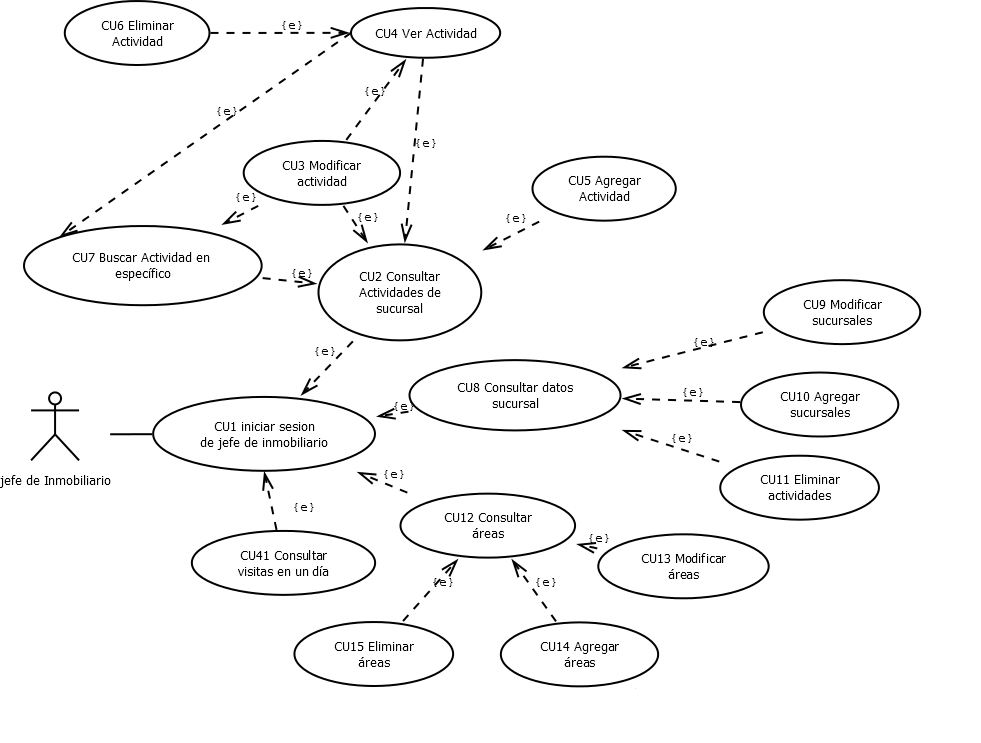 CU6 Eliminar
Actividad
{e}
CU4 Ver Actividad
{e}
{e}
{e}
CU3 Modificar
actividad
CU5 Agregar
Actividad
{e}
{e}
{e}
CU7 Buscar Actividad en
específico
{e}
CU2 Consultar
Actividades de
sucursal
CU9 Modificar
sucursales
{e}
{e}
CU8 Consultar datos
sucursal
{e}
CU10 Agregar
sucursales
{e}
CU1 iniciar sesion
de jefe de inmobiliario
{e}
jefe de Inmobiliario
{e}
CU11 Eliminar
actividades
{e}
CU12 Consultar
áreas
CU41 Consultar
visitas en un día
{e}
CU13 Modificar
áreas
{e}
{e}
CU15 Eliminar
áreas
CU14 Agregar
áreas